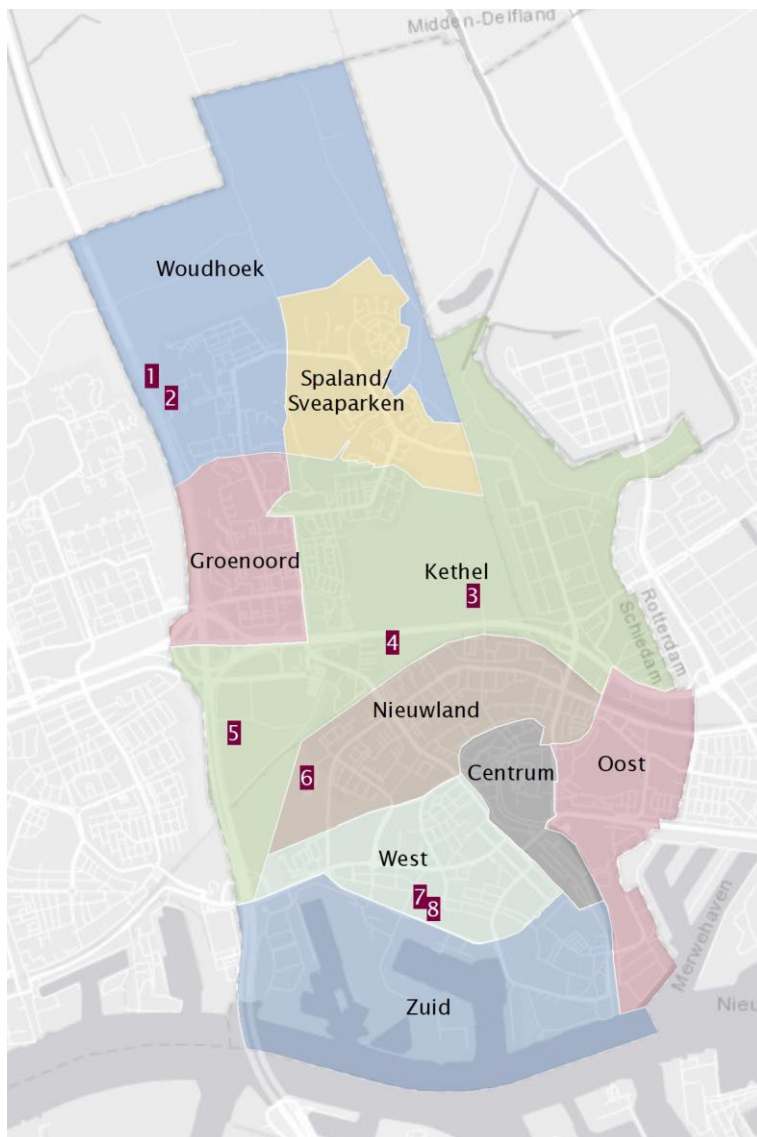 Midden-Delfland
Woudhoek
1
2
Spaland/
Sveaparken
Groenoord
Kethel
3
Rotterdam
Schiedam
4
Nieuwland
5
6
Centrum
Oost
West
7
8
Merwehaven
Zuid
Nieu